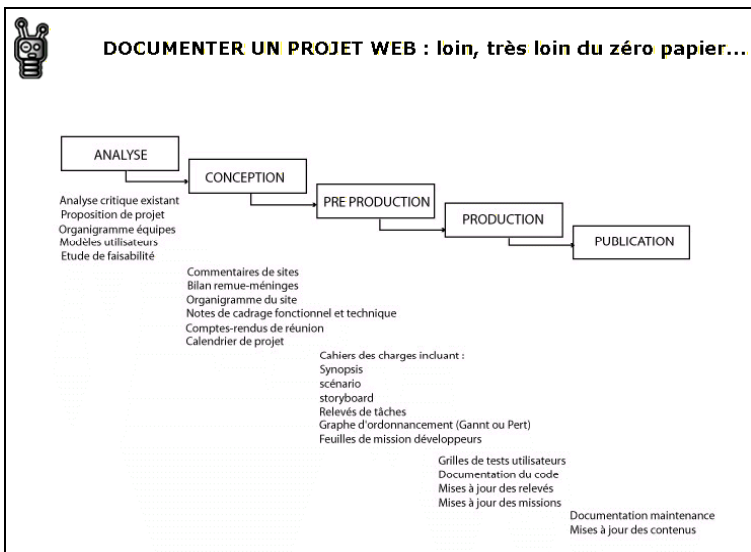 DOCUMENTER UN PROJET WEB : loin, très loin du zéro papier...
ANALYSE
CONCEPTION
PRE PRODUCTION
PRODUCTION
PUBLICATION
Analyse critique existant
Proposition de projet
Organigramme équipes
Modèles utilisateurs
Etude de faisabilité
Commentaires de sites
Bilan remue-méninges
Organigramme du site
Notes de cadrage fonctionnel et technique
Comptes-rendus de réunion
Calendrier de projet
Cahiers des charges incluant :
Synopsis
scénario
storyboard
Relevés de tâches
Graphe d'ordonnancement (Gannt ou Pert)
Feuilles de mission développeurs
Grilles de tests utilisateurs
Documentation du code
Mises à jour des relevés
Mises à jour des missions
Documentation maintenance
Mises à jour des contenus